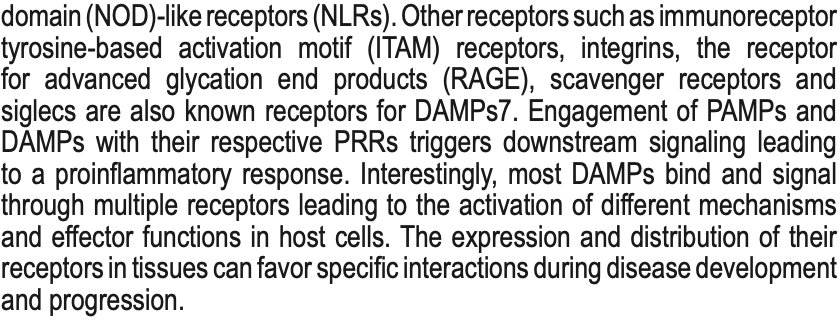 domain (NOD)-like receptors (NLRs). Other receptors such as immunoreceptor
tyrosine-based activation motif (ITAM) receptors, integrins, the receptor
for advanced glycation end products (RAGE), scavenger receptors and
siglecs are also known receptors for DAMPs7. Engagement of PAMPs and
DAMPs with their respective PRRs triggers downstream signaling leading
to a proinflammatory response. Interestingly, most DAMPs bind and signal
through multiple receptors leading to the activation of different mechanisms
and effector functions in host cells. The expression and distribution of their
receptors in tissues can favor specific interactions during disease development
and progression.